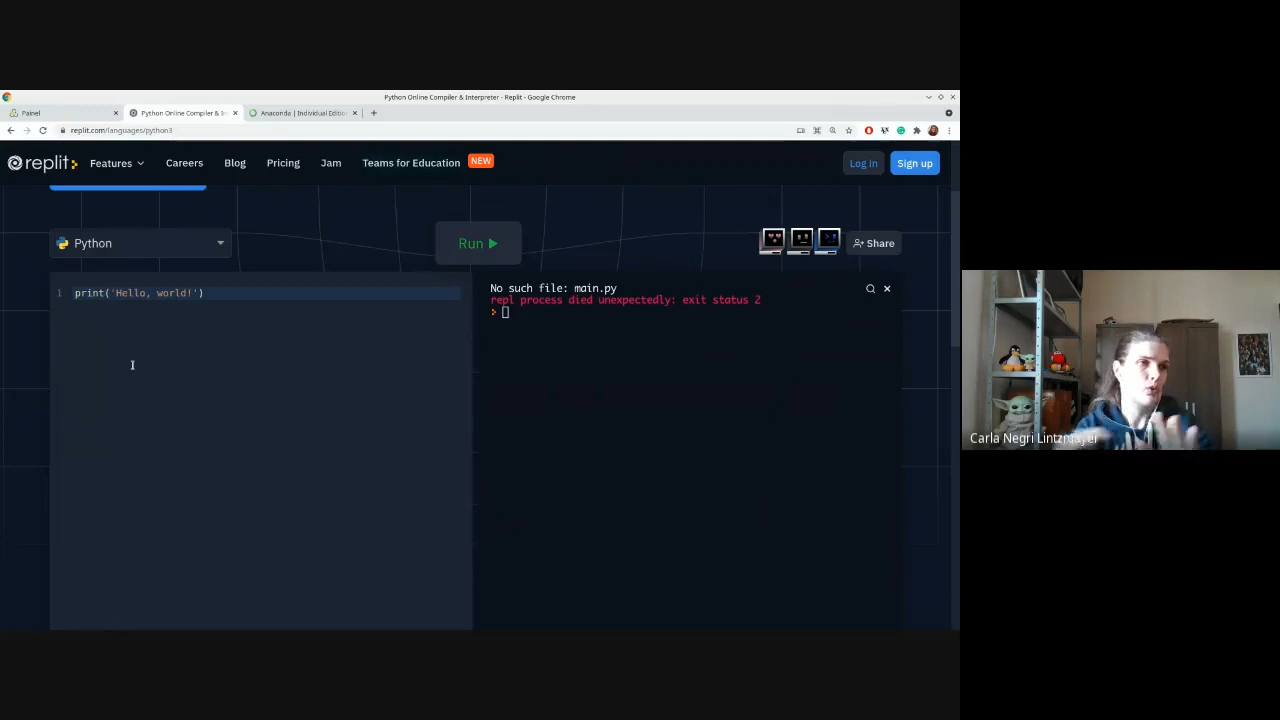 Python Online Compiler & Interpreter - Replit - Google Chrome
Painel
Python Online Compiler & In
Anaconda | Individual Edition
replit.com/languages/python3
replit
Features
Careers
Blog
Pricing
Jam
Teams for Education
NEW
Log in
Sign up
Python
Run
Share
1 print('Hello, world!')
No such file: main.py
repl process died unexpectedly: exit status 2
Carla Negri Lintzmayer